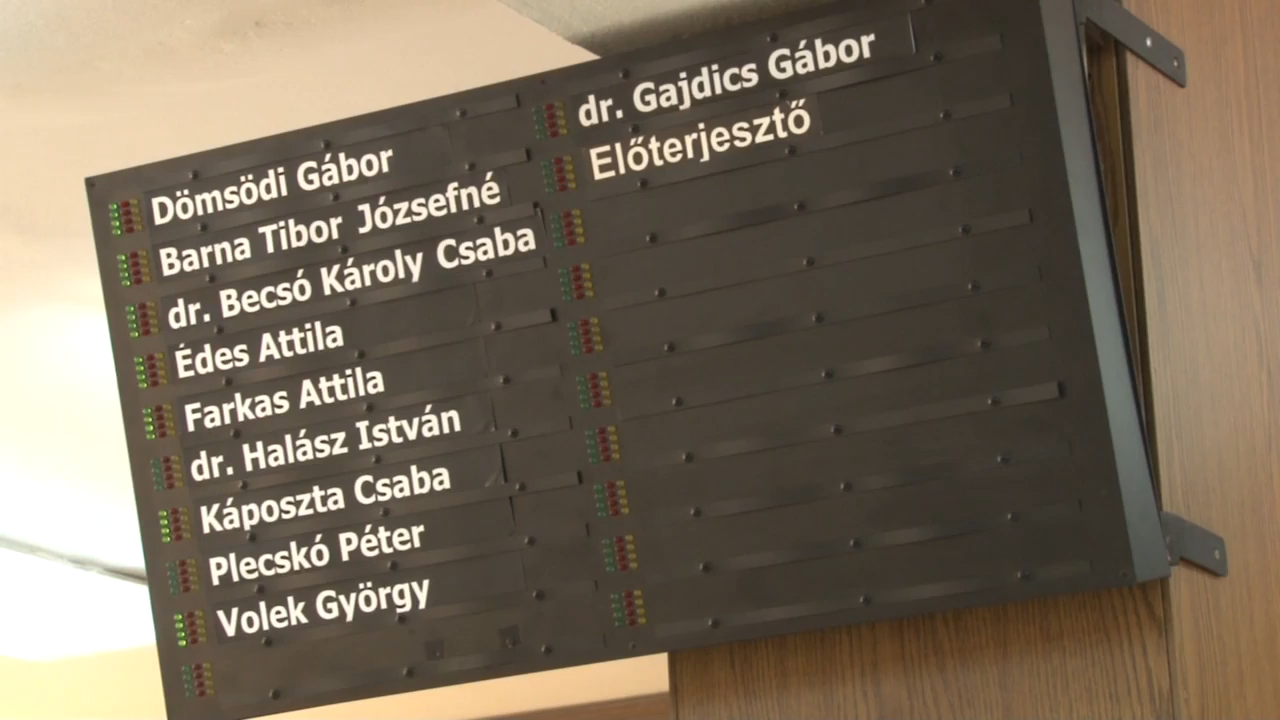 Dömsödi Gábor
Barna Tibor Józsefné
dr. Becsó Károly Csaba
Édes Attila
Farkas Attila
dr. Halász István
Káposzta Csaba
Plecskó Péter
Volek György
dr. Gajdics Gábor
Előterjesztő